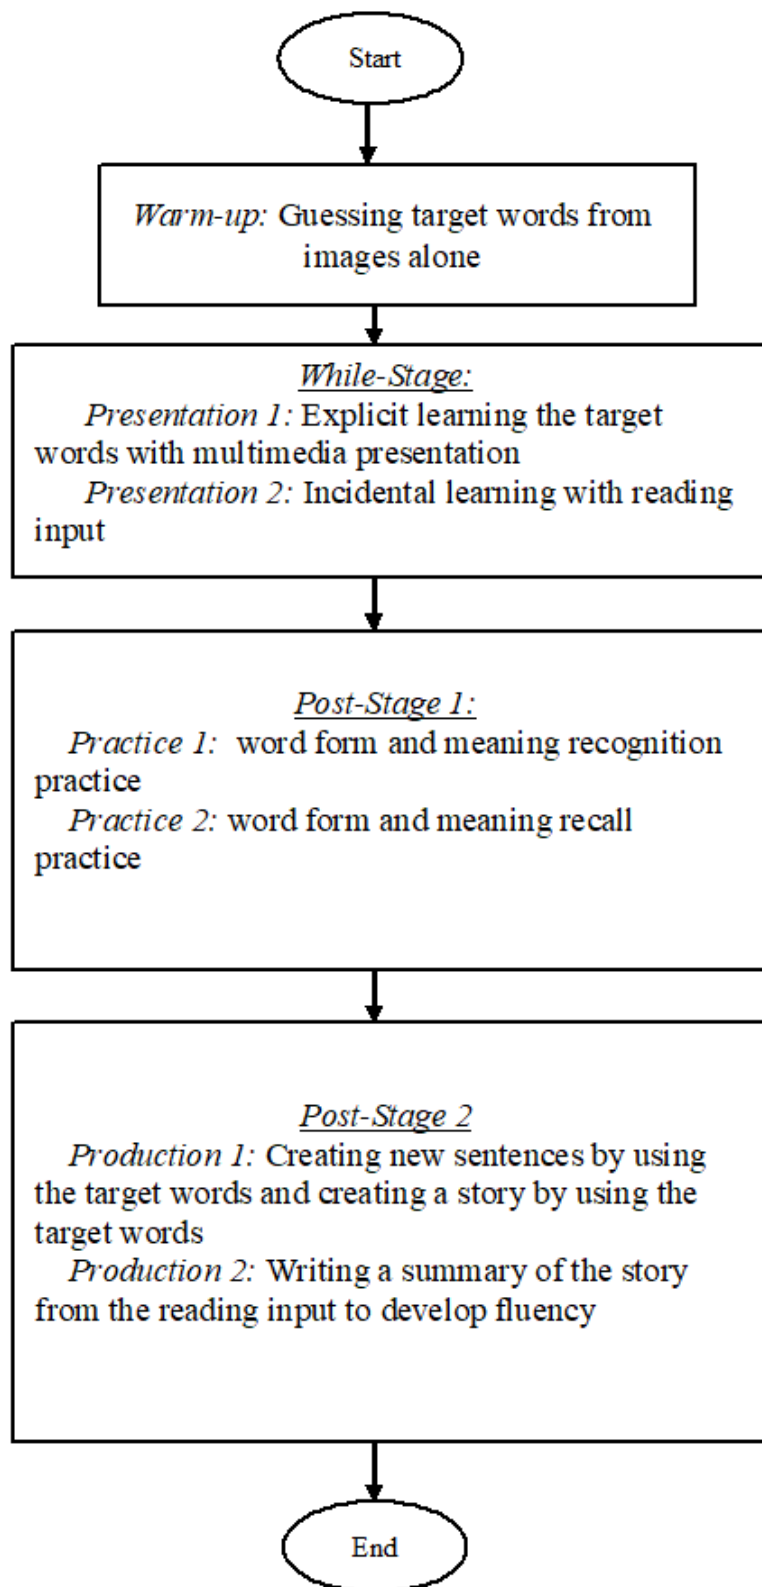 Start
Warm-up: Guessing target words from
images alone
While-Stage:
Presentation 1: Explicit learning the target
words with multimedia presentation
Presentation 2: Incidental learning with reading
input
Post-Stage 1:
Practice 1: word form and meaning recognition
practice
Practice 2: word form and meaning recall
practice
Post-Stage 2
Production 1: Creating new sentences by using
the target words and creating a story by using the
target words
Production 2: Writing a summary of the story
from the reading input to develop fluency
End